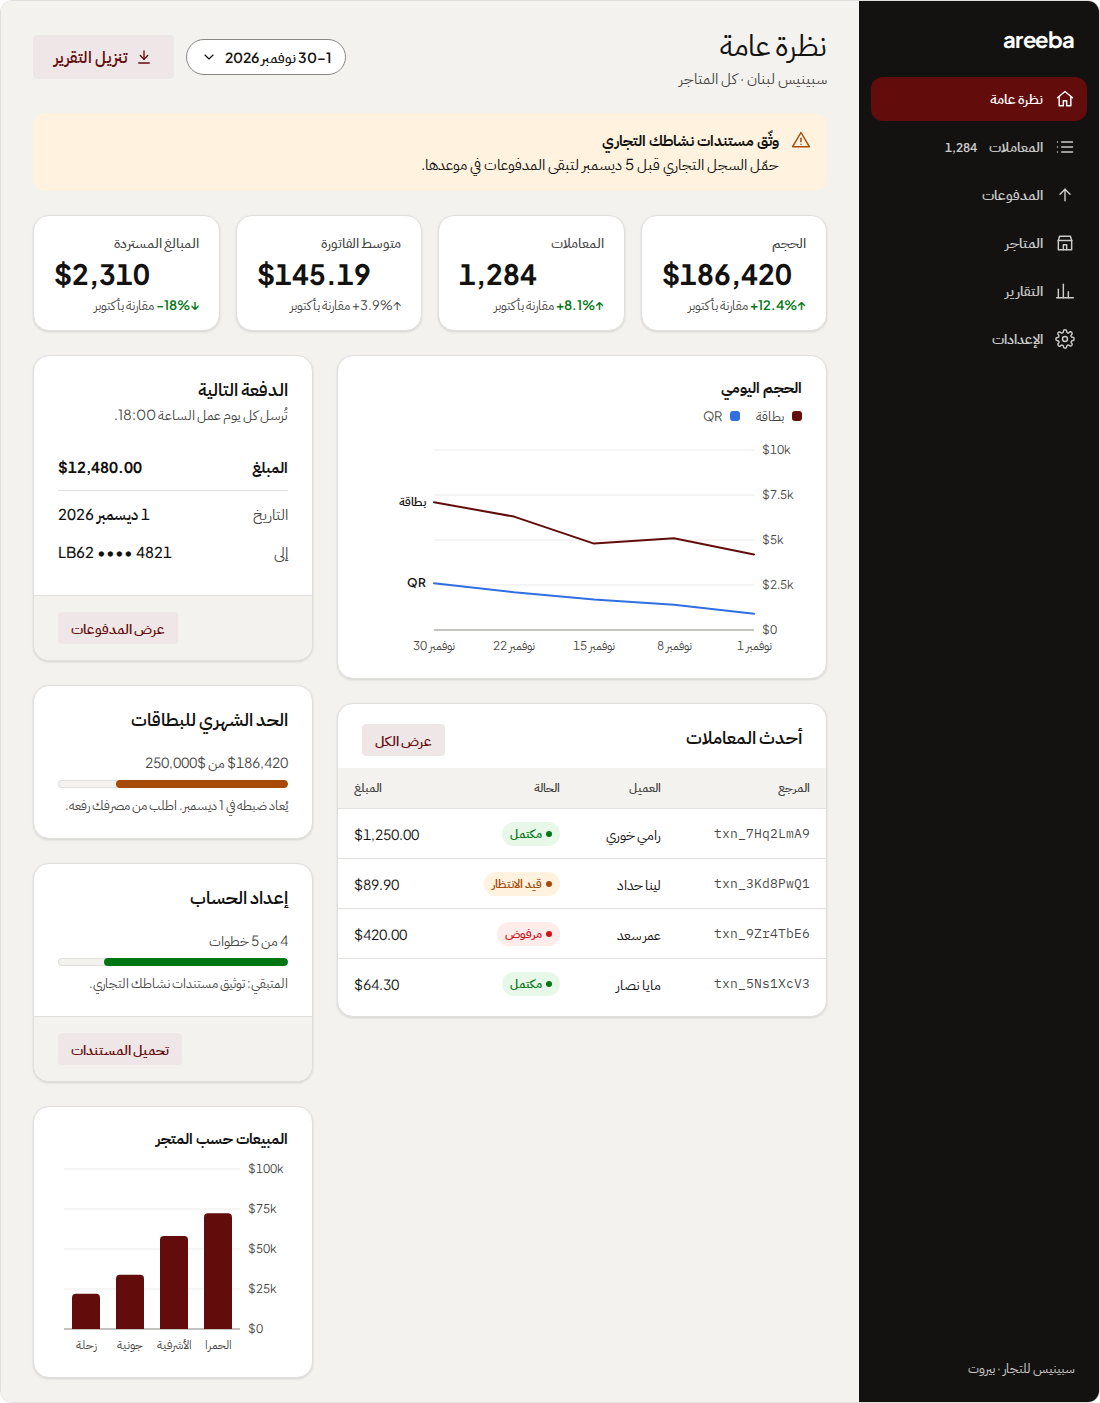 areeba
نظرة عامة
المعاملات 1,284
المدفوعات
المتاجر
التقارير
الإعدادات
سبينيس للتجار · بيروت
نظرة عامة
سبينيس لبنان · كل المتاجر
1–30 نوفمبر 2026
تنزيل التقرير
وثّق مستندات نشاطك التجاري
حمّل السجل التجاري قبل 5 ديسمبر لتبقى المدفوعات في موعدها.
الحجم
$186,420
↑12.4%+ مقارنة بأكتوبر
المعاملات
1,284
↑8.1%+ مقارنة بأكتوبر
متوسط الفاتورة
$145.19
↑3.9%+ مقارنة بأكتوبر
المبالغ المستردة
$2,310
↓18%− مقارنة بأكتوبر
الحجم اليومي
بطاقة
QR
$10k
$7.5k
$5k
$2.5k
$0
بطاقة
QR
1 نوفمبر
8 نوفمبر
15 نوفمبر
22 نوفمبر
30 نوفمبر
أحدث المعاملات
عرض الكل
المرجع العميل الحالة المبلغ
txn_7Hq2LmA9 رامي خوري مكتمل $1,250.00
txn_3Kd8PwQ1 لينا حداد قيد الانتظار $89.90
txn_9Zr4TbE6 عمر سعد مرفوض $420.00
txn_5Ns1XcV3 مايا نصار مكتمل $64.30
الدفعة التالية
تُرسل كل يوم عمل الساعة 18:00.
المبلغ $12,480.00
التاريخ 1 ديسمبر 2026
إلى LB62 •••• 4821
عرض المدفوعات
الحد الشهري للبطاقات
$186,420 من $250,000
يُعاد ضبطه في 1 ديسمبر. اطلب من مصرفك رفعه.
إعداد الحساب
4 من 5 خطوات
المتبقي: توثيق مستندات نشاطك التجاري.
تحميل المستندات
المبيعات حسب المتجر
$100k
$75k
$50k
$25k
$0
الحمرا
الأشرفية
جونية
زحلة